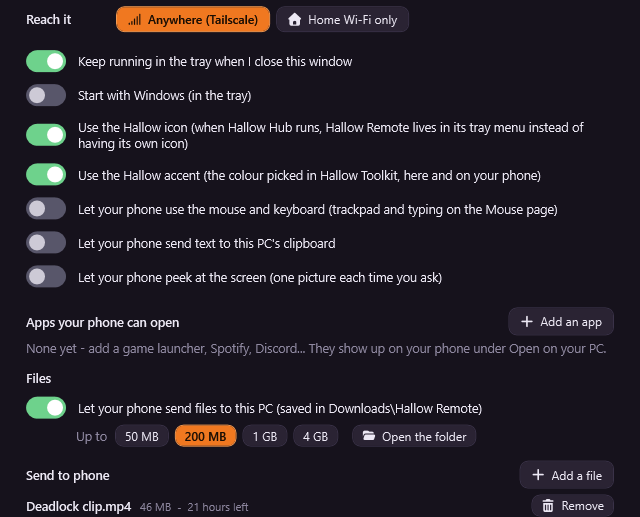 Reach it
Anywhere (Tailscale)
Home Wi-Fi only
Keep running in the tray when I close this window
Start with Windows (in the tray)
Use the Hallow icon (when Hallow Hub runs, Hallow Remote lives in its tray menu instead of
having its own icon)
Use the Hallow accent (the colour picked in Hallow Toolkit, here and on your phone)
Let your phone use the mouse and keyboard (trackpad and typing on the Mouse page)
Let your phone send text to this PC's clipboard
Let your phone peek at the screen (one picture each time you ask)
Apps your phone can open
+ Add an app
None yet - add a game launcher, Spotify, Discord... They show up on your phone under Open on your PC.
Files
Let your phone send files to this PC (saved in Downloads\Hallow Remote)
Up to 50 MB 200 MB 1 GB 4 GB Open the folder
Send to phone
+ Add a file
Deadlock clip.mp4 46 MB - 21 hours left
Remove